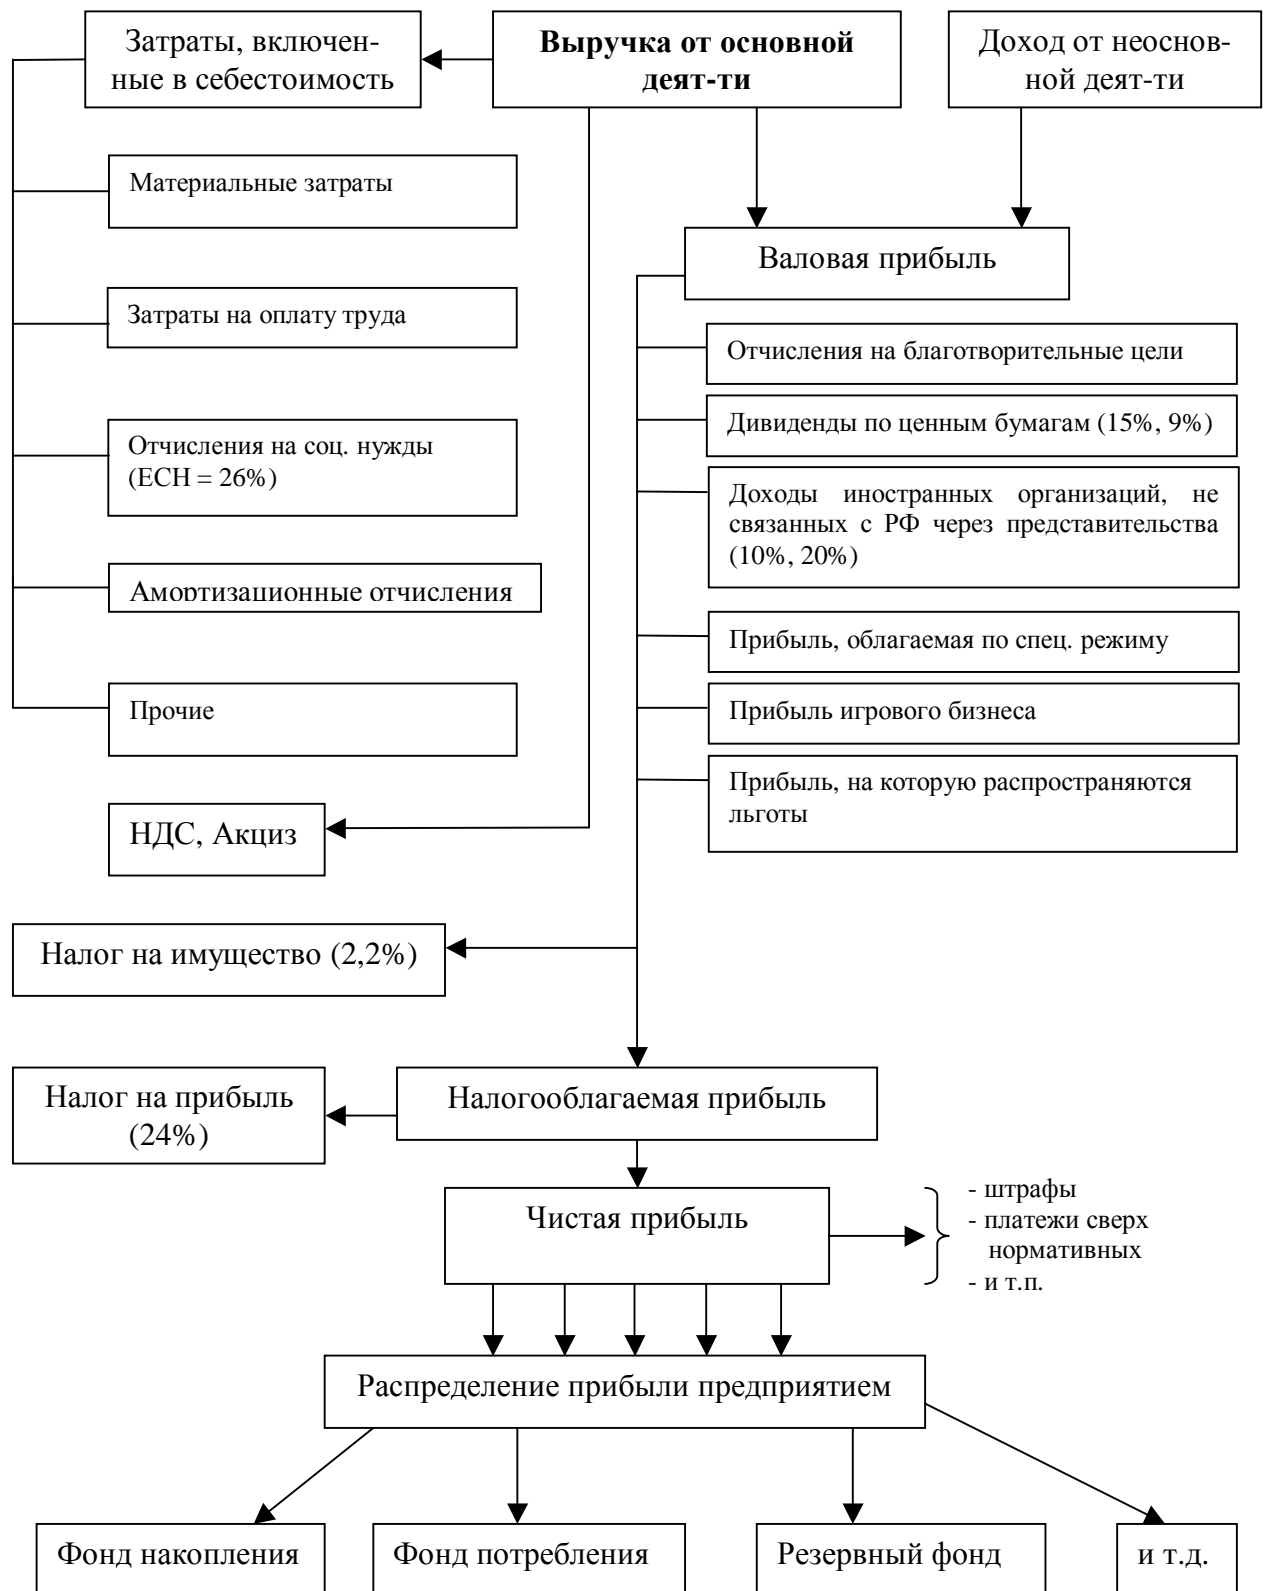 Затраты, включен-
ные в себестоимость
Выручка от основной
деят-ти
Доход от неоснов-
ной деят-ти
Материальные затраты
Затраты на оплату труда
Отчисления на соц. нужды
(ЕСН = 26%)
Амортизационные отчисления
Прочие
НДС, Акциз
Валовая прибыль
Отчисления на благотворительные цели
Дивиденды по ценным бумагам (15%, 9%)
Доходы иностранных организаций, не
связанных с РФ через представительства
(10%, 20%)
Прибыль, облагаемая по спец. режиму
Прибыль игрового бизнеса
Прибыль, на которую распространяются
льготы
Налог на имущество (2,2%)
Налог на прибыль
(24%)
Налогооблагаемая прибыль
Чистая прибыль
- штрафы
- платежи сверх
нормативных
- и т.п.
Распределение прибыли предприятием
Фонд накопления
Фонд потребления
Резервный фонд
и т.д.